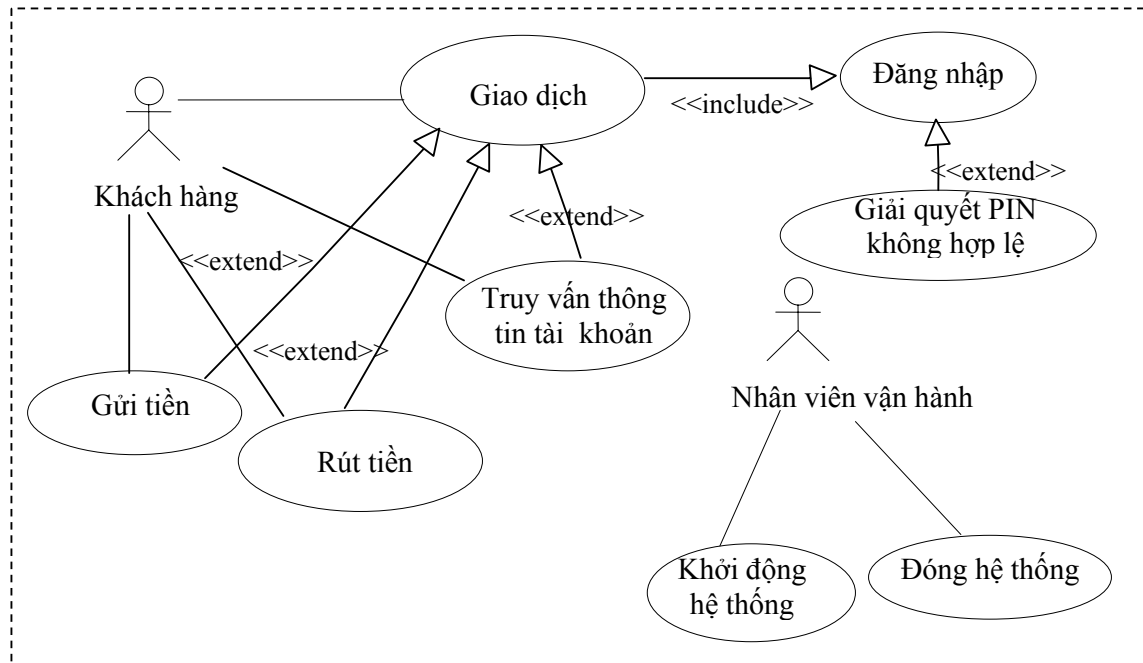 Giao dịch
Đăng nhập
<<include>>
Khách hàng
<<extend>>
Giải quyết PIN
không hợp lệ
<<extend>>
<<extend>>
Truy vấn thông
tin tài khoản
<<extend>>
Gửi tiền
Rút tiền
Nhân viên vận hành
Khởi động
hệ thống
Đóng hệ thống